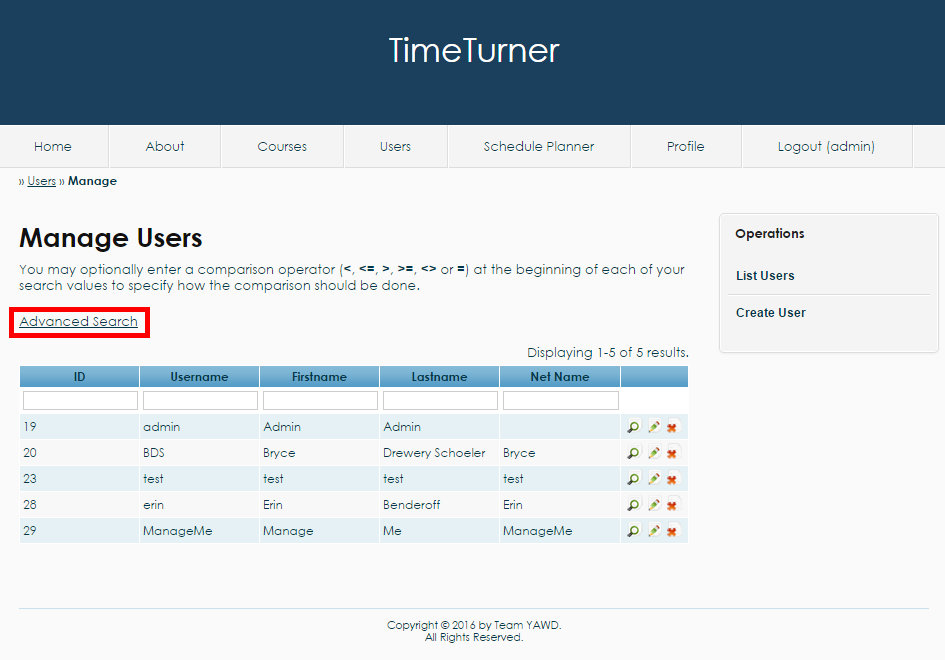 TimeTurner
Home About Courses Users Schedule Planner Profile Logout (admin)
» Users » Manage
Manage Users
You may optionally enter a comparison operator (<, <=, >, >=, <> or =) at the beginning of each of your
search values to specify how the comparison should be done.
Advanced Search
Displaying 1-5 of 5 results.
ID Username Firstname Lastname Net Name
19 admin Admin Admin
20 BDS Bryce Drewery Schoeler Bryce
23 test test test test
28 erin Erin Benderoff Erin
29 ManageMe Manage Me ManageMe
Operations
List Users
Create User
Copyright © 2016 by Team YAWD.
All Rights Reserved.